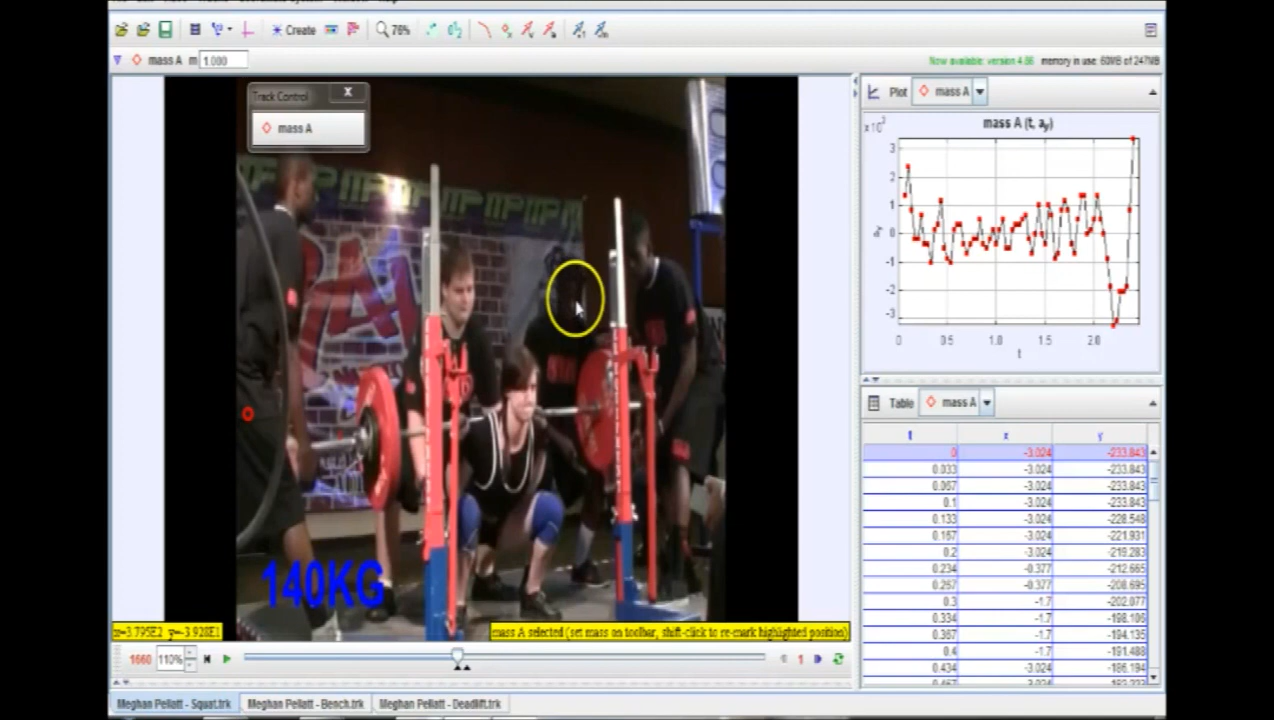 Create
76%
mass A m 1.000
Now available: version 4.86 memory in use: 60MB of 247MB
Track Control X
mass A
140KG
mass A selected (set mass on toolbar, shift-click to re-mark highlighted position)
1660 110%
1
Meghan Pellatt - Squat.trk
Meghan Pellatt - Bench.trk
Meghan Pellatt - Deadlift.trk
Plot mass A
mass A (t, ay)
3
2
1
0
-1
-2
-3
ay
0 0.5 1.0 1.5 2.0
t
Table mass A
t x y
0 -3.024 -233.843
0.033 -3.024 -233.843
0.067 -3.024 -233.843
0.1 -3.024 -233.843
0.133 -3.024 -228.548
0.167 -3.024 -221.931
0.2 -3.024 -219.283
0.234 -0.377 -212.665
0.267 -0.377 -208.695
0.3 -1.7 -202.077
0.334 -1.7 -198.106
0.367 -1.7 -194.135
0.4 -1.7 -191.488
0.434 -3.024 -186.194